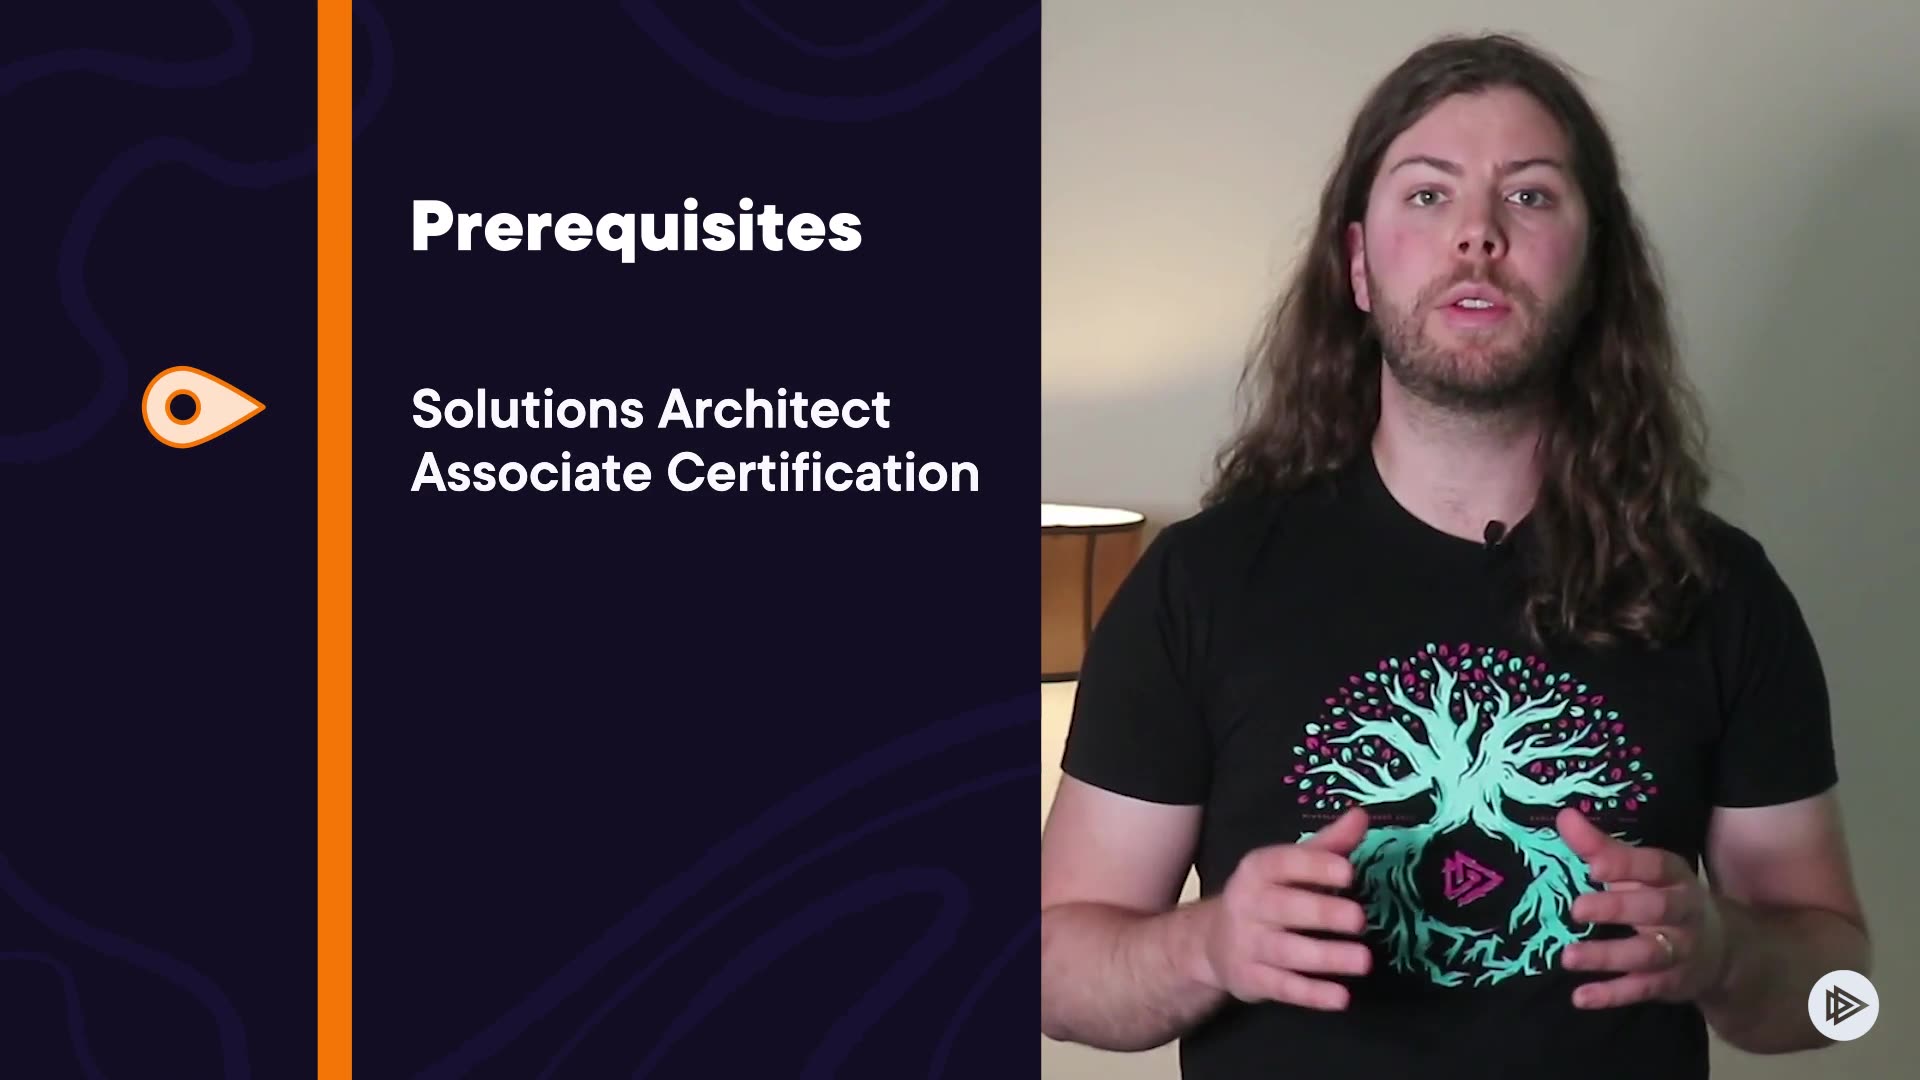 Prerequisites
Solutions Architect
Associate Certification